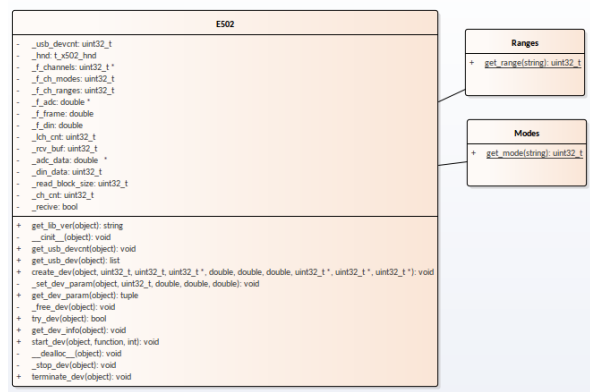 E502
- _usb_devcnt: uint32_t
- _hnd: t_x502_hnd
- _f_channels: uint32_t *
- _f_ch_modes: uint32_t
- _f_ch_ranges: uint32_t
- _f_adc: double *
- _f_frame: double
- _f_din: double
- _lch_cnt: uint32_t
- _rcv_buf: uint32_t
- _adc_data: double *
- _din_data: uint32_t
- _read_block_size: uint32_t
- _ch_cnt: uint32_t
- _recive: bool
+ get_lib_ver(object): string
- __cinit__(object): void
+ get_usb_devcnt(object): void
+ get_usb_dev(object): list
+ create_dev(object, uint32_t, uint32_t, uint32_t *, double, double, double, uint32_t *, uint32_t *, uint32_t *): void
- _set_dev_param(object, uint32_t, double, double, double): void
+ get_dev_param(object): tuple
- _free_dev(object): void
+ try_dev(object): bool
+ get_dev_info(object): void
+ start_dev(object, function, int): void
- __dealloc__(object): void
- _stop_dev(object): void
+ terminate_dev(object): void
Ranges
+ get_range(string): uint32_t
Modes
+ get_mode(string): uint32_t